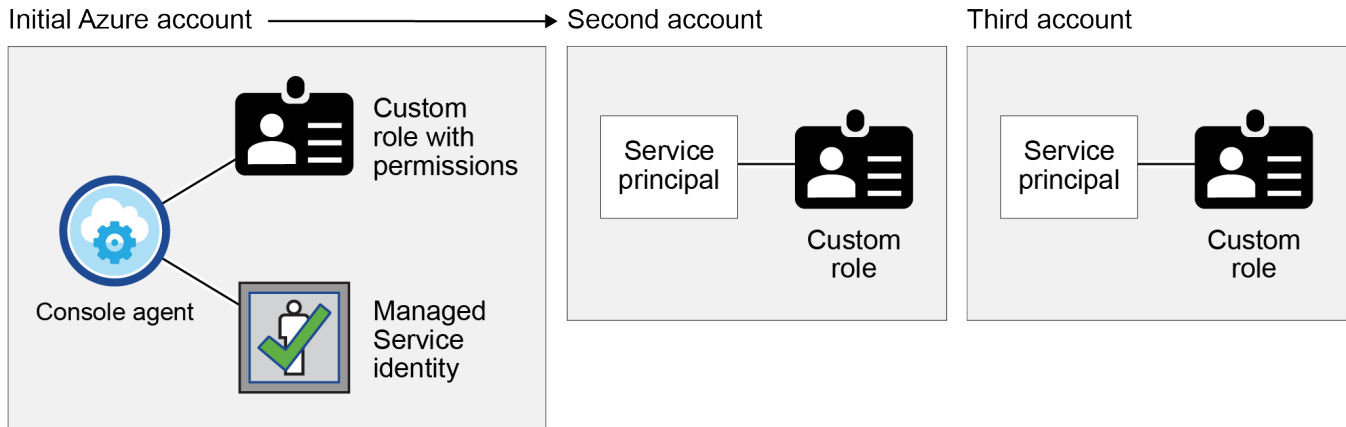 Initial Azure account
Second account
Third account
Custom
role with
permissions
Console agent
Managed
Service
identity
Service
principal
Custom
role
Service
principal
Custom
role